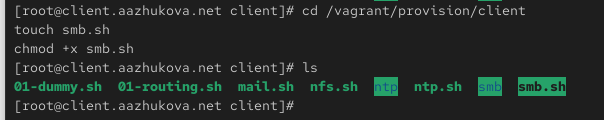 [root@client.aazhukova.net client]# cd /vagrant/provision/client
touch smb.sh
chmod +x smb.sh
[root@client.aazhukova.net client]# ls
01-dummy.sh 01-routing.sh mail.sh nfs.sh ntp ntp.sh smb smb.sh
[root@client.aazhukova.net client]#